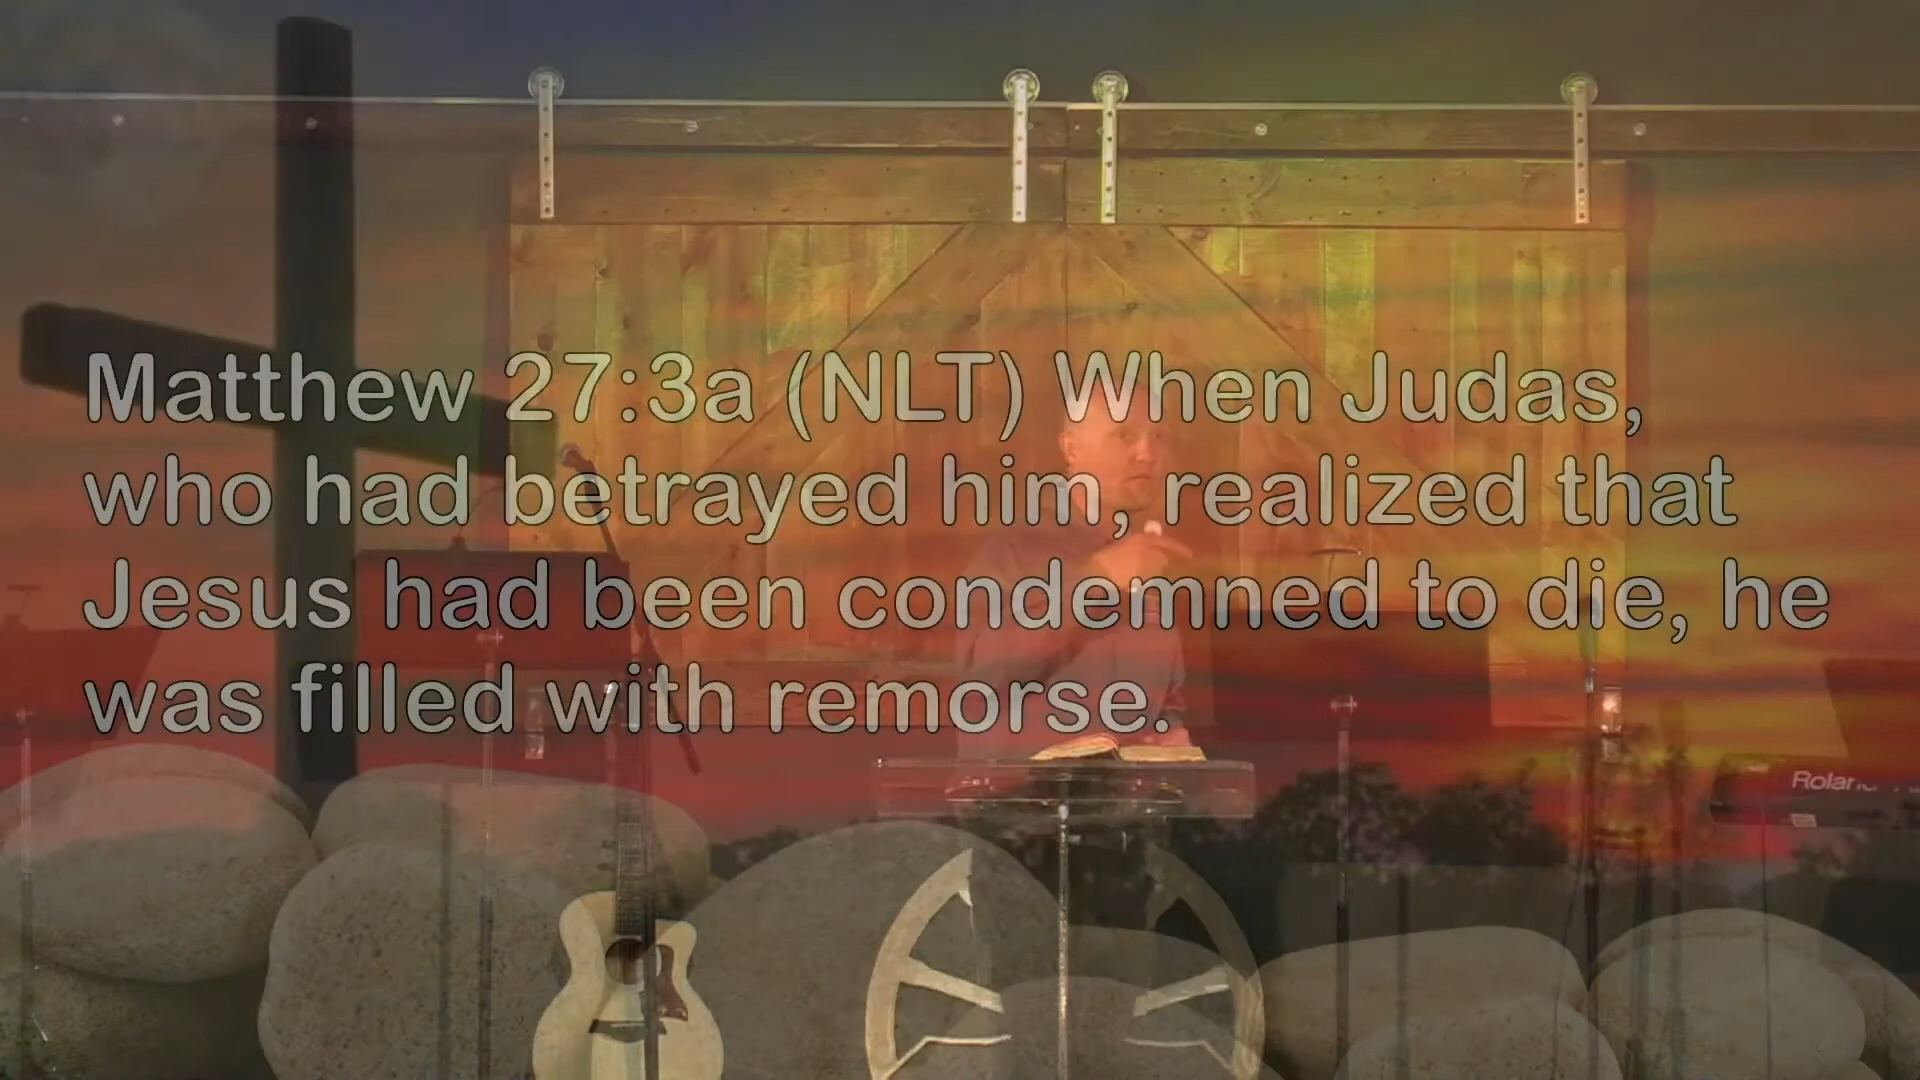 Matthew 27:3a (NLT) When Judas,
who had betrayed him, realized that
Jesus had been condemned to die, he
was filled with remorse.
Roland